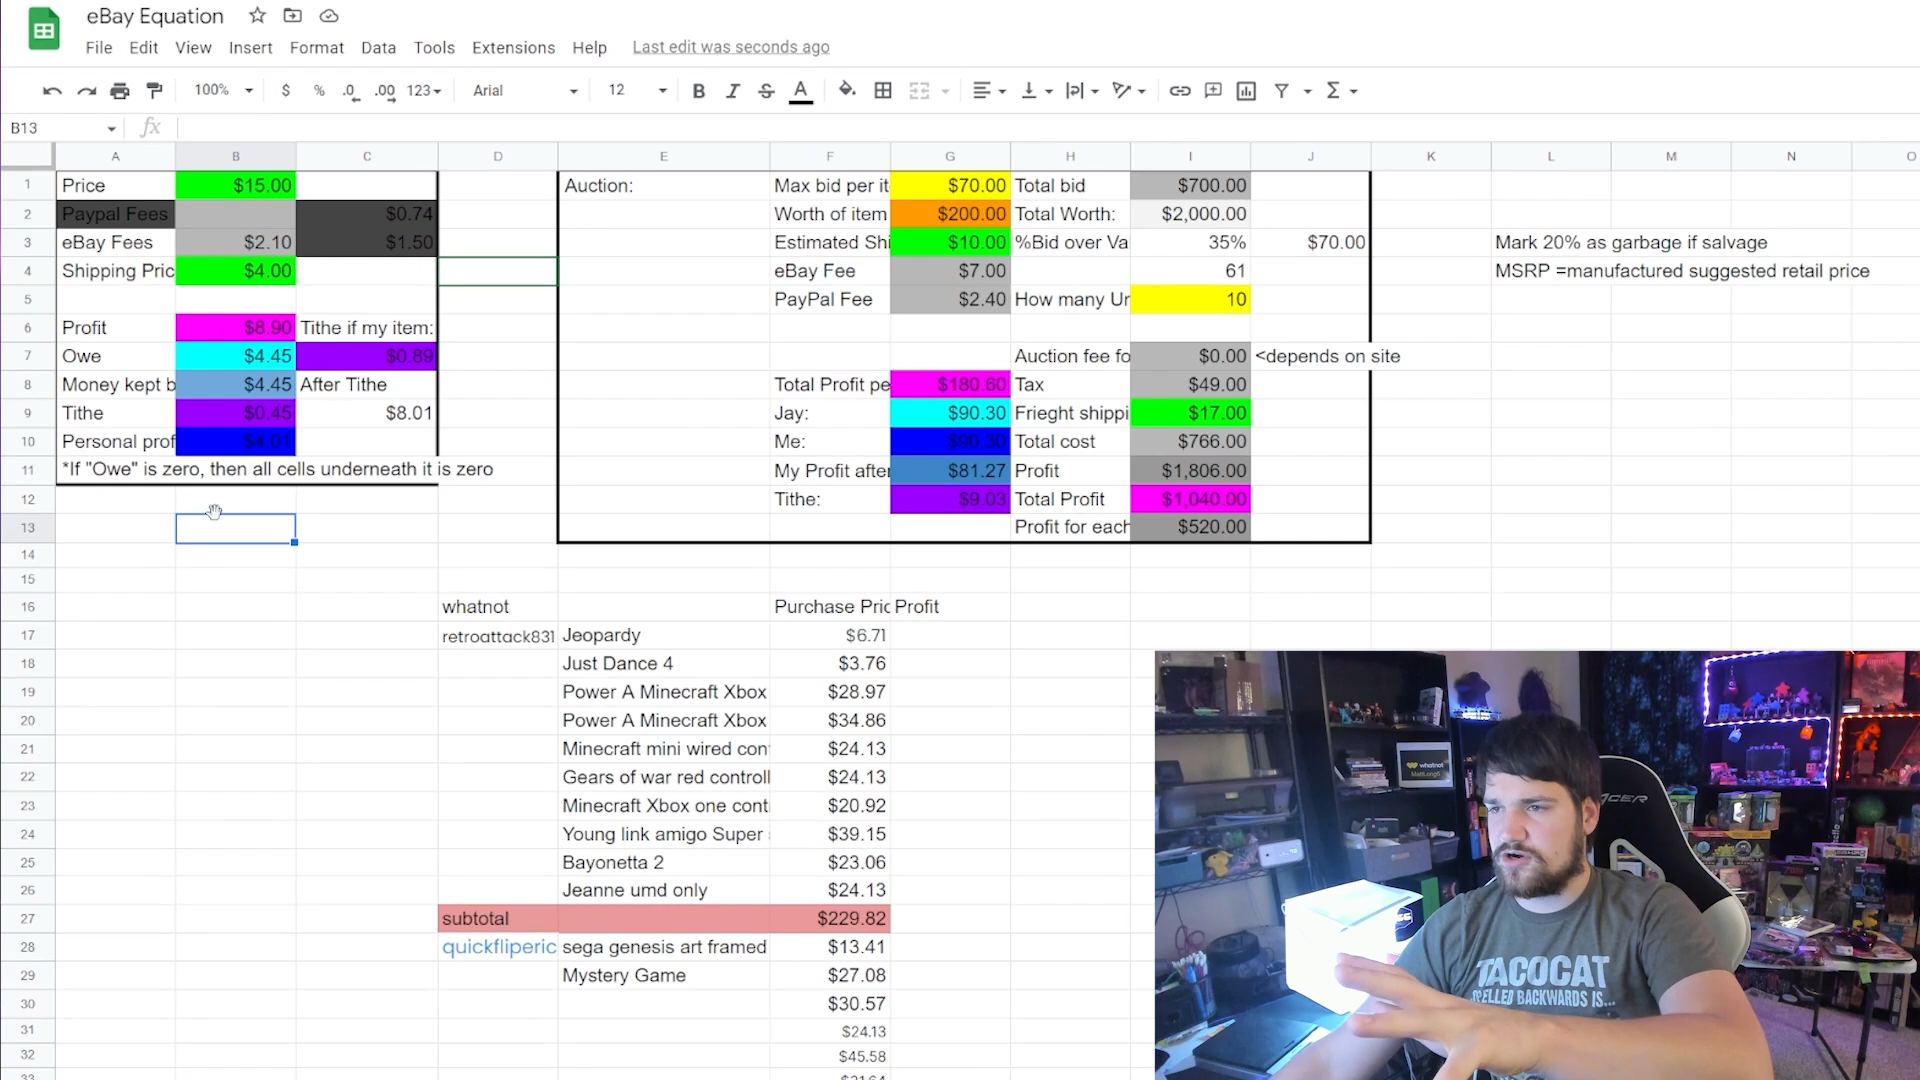 eBay Equation
File Edit View Insert Format Data Tools Extensions Help Last edit was seconds ago
100% $ % .0 .00 123 Arial 12 B I S A
B13 fx
A B C D E F G H I J K L M N O
1 Price $15.00 Auction: Max bid per it $70.00 Total bid $700.00
2 Paypal Fees $0.74 Worth of item $200.00 Total Worth: $2,000.00
3 eBay Fees $2.10 $1.50 Estimated Shi $10.00 %Bid over Va 35% $70.00 Mark 20% as garbage if salvage
4 Shipping Pric $4.00 eBay Fee $7.00 61 MSRP =manufactured suggested retail price
5 PayPal Fee $2.40 How many Ur 10
6 Profit $8.90 Tithe if my item:
7 Owe $4.45 $0.89 Auction fee fo $0.00 <depends on site
8 Money kept b $4.45 After Tithe Total Profit pe $180.60 Tax $49.00
9 Tithe $0.45 $8.01 Jay: $90.30 Frieght shippi $17.00
10 Personal prof $4.01 Me: $90.30 Total cost $766.00
11 *If "Owe" is zero, then all cells underneath it is zero My Profit after $81.27 Profit $1,806.00
12 Tithe: $9.03 Total Profit $1,040.00
13 Profit for each $520.00
14
15
16 whatnot Purchase Pric Profit
17 retroattack831 Jeopardy $6.71
18 Just Dance 4 $3.76
19 Power A Minecraft Xbox $28.97
20 Power A Minecraft Xbox $34.86
21 Minecraft mini wired con $24.13
22 Gears of war red controll $24.13
23 Minecraft Xbox one cont $20.92
24 Young link amigo Super $39.15
25 Bayonetta 2 $23.06
26 Jeanne umd only $24.13
27 subtotal $229.82
28 quickfliperic sega genesis art framed $13.41
29 Mystery Game $27.08
30 $30.57
31 $24.13
32 $45.58
33 $21.64
whatnot
ACER
TACOCAT
SPELLED BACKWARDS IS...